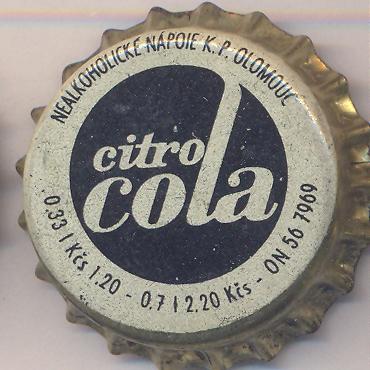 NEALKOHOLICKÉ NÁPOJE K.P. OLOMOUC
citro
cola
0.33 l Kčs 1.20 - 0.7 l 2.20 Kčs - ON 56 7969